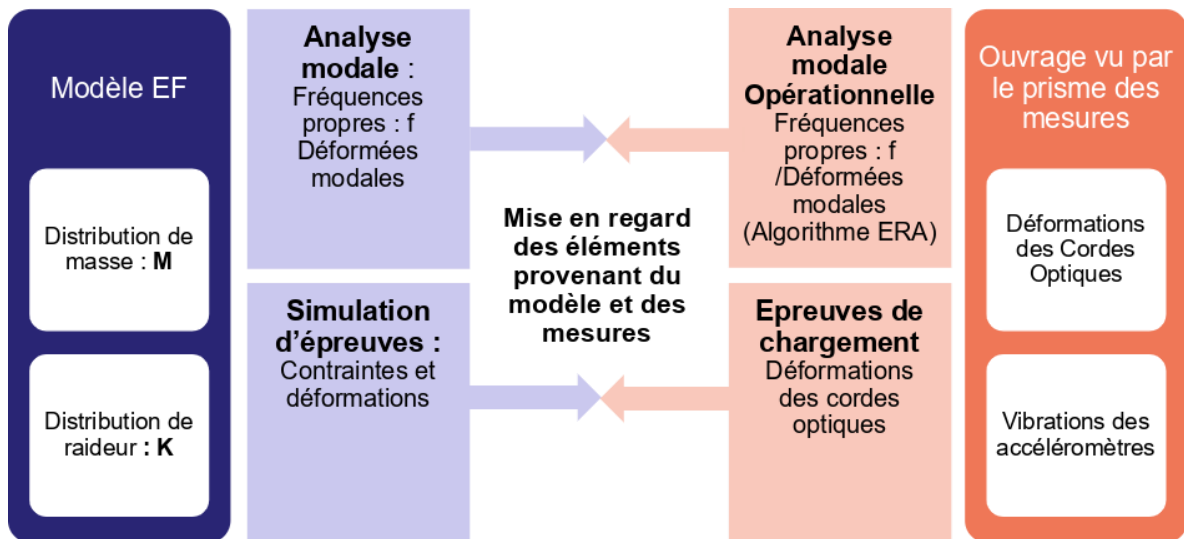 Modèle EF
Distribution de
masse : M
Distribution de
raideur : K
Analyse
modale :
Fréquences
propres : f
Déformées
modales
Simulation
d'épreuves :
Contraintes et
déformations
Mise en regard
des éléments
provenant du
modèle et des
mesures
Analyse
modale
Opérationnelle
Fréquences
propres : f
/Déformées
modales
(Algorithme ERA)
Epreuves de
chargement
Déformations
des cordes
optiques
Ouvrage vu par
le prisme des
mesures
Déformations
des Cordes
Optiques
Vibrations des
accéléromètres